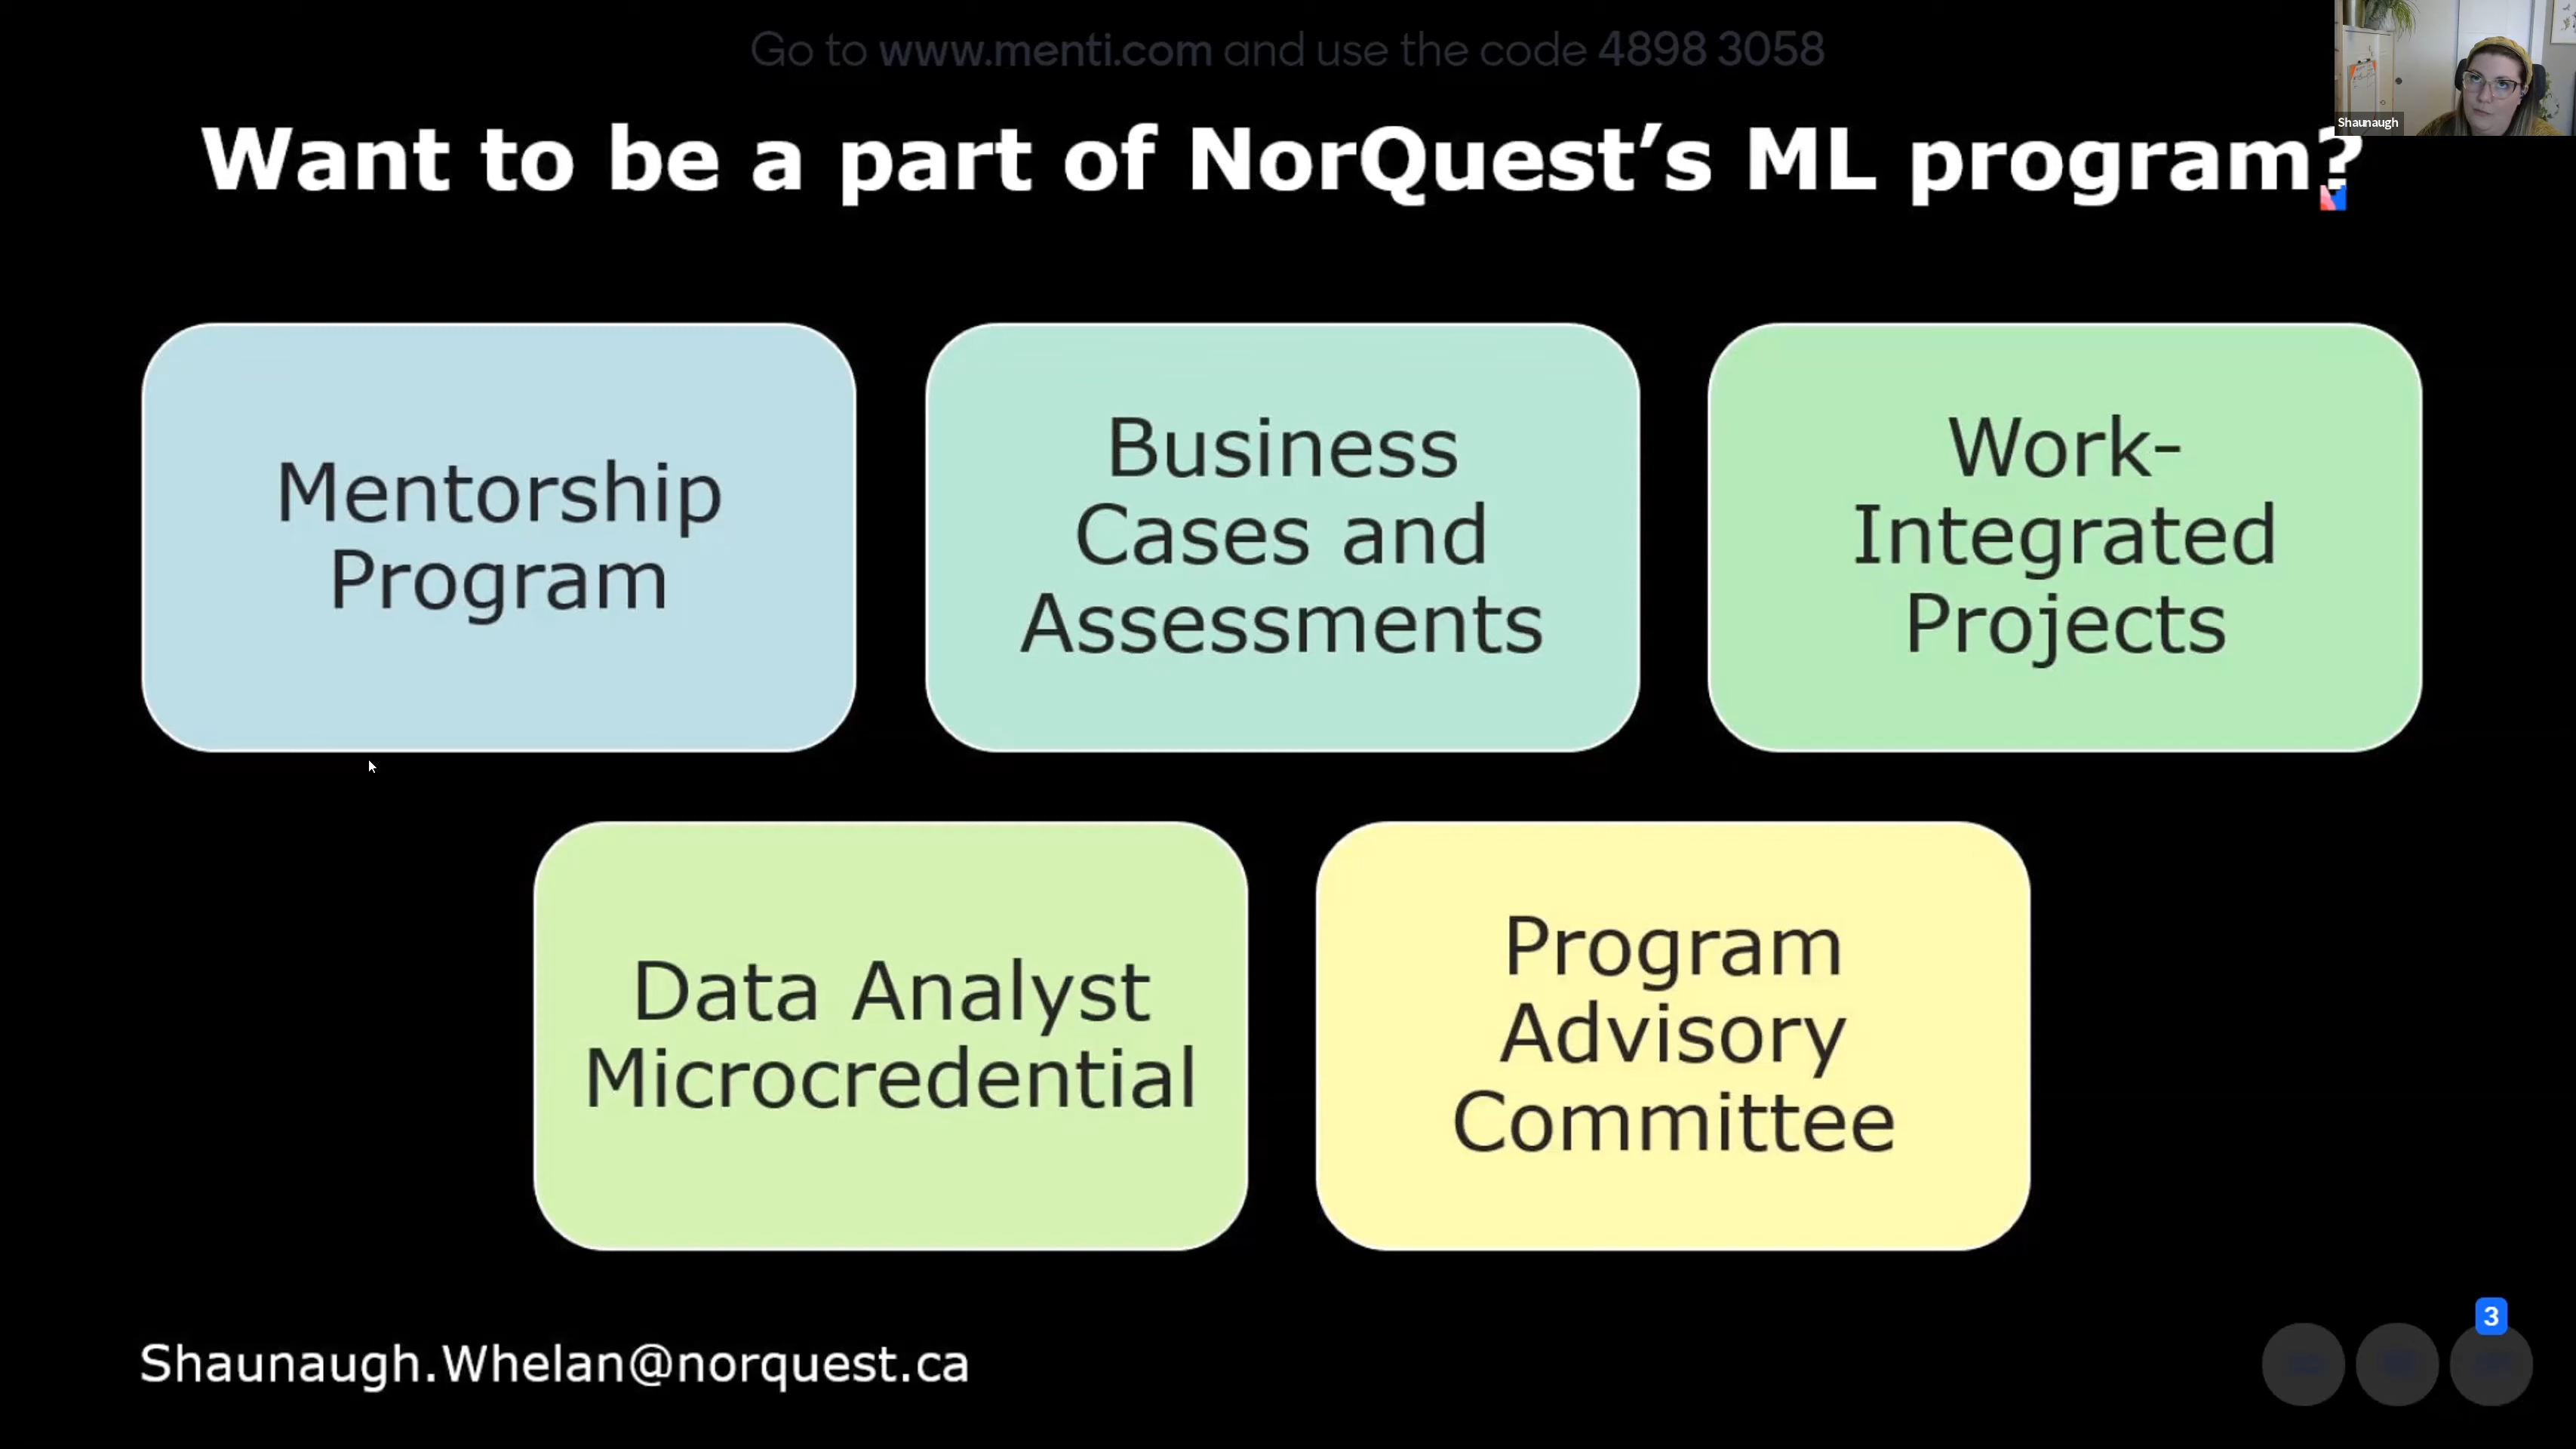 Go to www.menti.com and use the code 4898 3058
Shaunaugh
Want to be a part of NorQuest’s ML program?
Mentorship
Program
Business
Cases and
Assessments
Work-
Integrated
Projects
Data Analyst
Microcredential
Program
Advisory
Committee
3
Shaunaugh.Whelan@norquest.ca